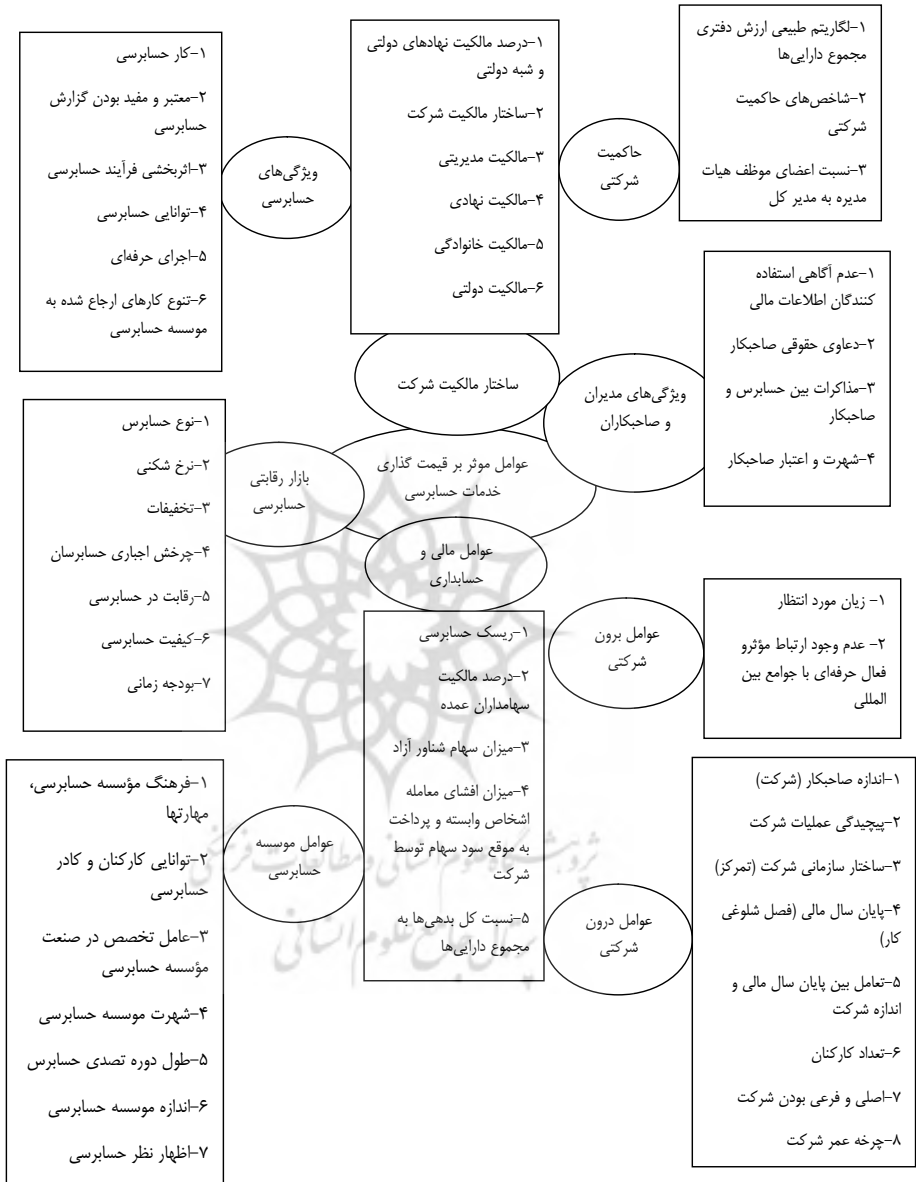 ۱-لگاریتم طبیعی ارزش دفتری
مجموع دارایی‌ها
۲-شاخص‌های حاکمیت
شرکتی
۳-نسبت اعضای موظف هیات
مدیره به مدیر کل
حاکمیت
شرکتی
۱-درصد مالکیت نهادهای دولتی
و شبه دولتی
۲-ساختار مالکیت شرکت
۳-مالکیت مدیریتی
۴-مالکیت نهادی
۵-مالکیت خانوادگی
۶-مالکیت دولتی
ویژگی‌های
حسابرسی
۱-کار حسابرسی
۲-معتبر و مفید بودن گزارش
حسابرسی
۳-اثربخشی فرآیند حسابرسی
۴-توانایی حسابرسی
۵-اجرای حرفه‌ای
۶-تنوع کارهای ارجاع شده به
موسسه حسابرسی
۱-عدم آگاهی استفاده
کنندگان اطلاعات مالی
۲-دعاوی حقوقی صاحبکار
۳-مذاکرات بین حسابرس و
صاحبکار
۴-شهرت و اعتبار صاحبکار
ویژگی‌های مدیران
و صاحبکاران
ساختار مالکیت شرکت
عوامل موثر بر قیمت گذاری
خدمات حسابرسی
بازار رقابتی
حسابرسی
۱-نوع حسابرس
۲-نرخ شکنی
۳-تخفیفات
۴-چرخش اجباری حسابرسان
۵-رقابت در حسابرسی
۶-کیفیت حسابرسی
۷-بودجه زمانی
عوامل مالی و
حسابداری
۱- زیان مورد انتظار
۲- عدم وجود ارتباط مؤثرو
فعال حرفه‌ای با جوامع بین
المللی
عوامل برون
شرکتی
۱-ریسک حسابرسی
۲-درصد مالکیت
سهامداران عمده
۳-میزان سهام شناور آزاد
۴-میزان افشای معامله
اشخاص وابسته و پرداخت
به موقع سود سهام توسط
شرکت
۵-نسبت کل بدهی‌ها به
مجموع دارایی‌ها
۱-اندازه صاحبکار (شرکت)
۲-پیچیدگی عملیات شرکت
۳-ساختار سازمانی شرکت (تمرکز)
۴-پایان سال مالی (فصل شلوغی
کار)
۵-تعامل بین پایان سال مالی و
اندازه شرکت
۶-تعداد کارکنان
۷-اصلی و فرعی بودن شرکت
۸-چرخه عمر شرکت
عوامل درون
شرکتی
عوامل موسسه
حسابرسی
۱-فرهنگ مؤسسه حسابرسی،
مهارتها
۲-توانایی کارکنان و کادر
حسابرسی
۳-عامل تخصص در صنعت
مؤسسه حسابرسی
۴-شهرت موسسه حسابرسی
۵-طول دوره تصدی حسابرس
۶-اندازه موسسه حسابرسی
۷-اظهار نظر حسابرسی
پژوهشگاه علوم انسانی و مطالعات فرهنگی
پرتال جامع علوم انسانی